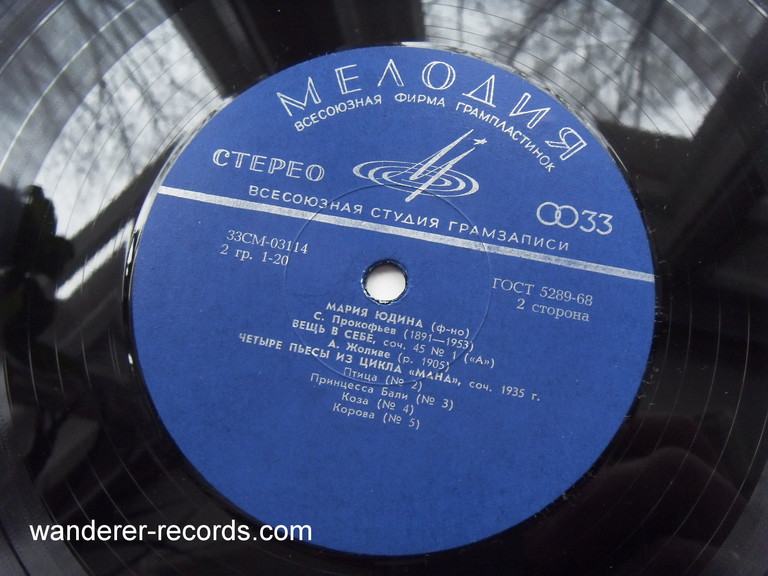 МЕЛОДИЯ
ВСЕСОЮЗНАЯ ФИРМА ГРАМПЛАСТИНОК
СТЕРЕО
33
ВСЕСОЮЗНАЯ СТУДИЯ ГРАМЗАПИСИ
33СМ-03114
2 гр. 1-20
ГОСТ 5289-68
2 сторона
МАРИЯ ЮДИНА (ф-но)
С. Прокофьев (1891—1953)
ВЕЩЬ В СЕБЕ, соч. 45 № 1 («А»)
А. Жоливе (р. 1905)
ЧЕТЫРЕ ПЬЕСЫ ИЗ ЦИКЛА «МАНА», соч. 1935 г.
Птица (№ 2)
Принцесса Бали (№ 3)
Коза (№ 4)
Корова (№ 5)
wanderer-records.com